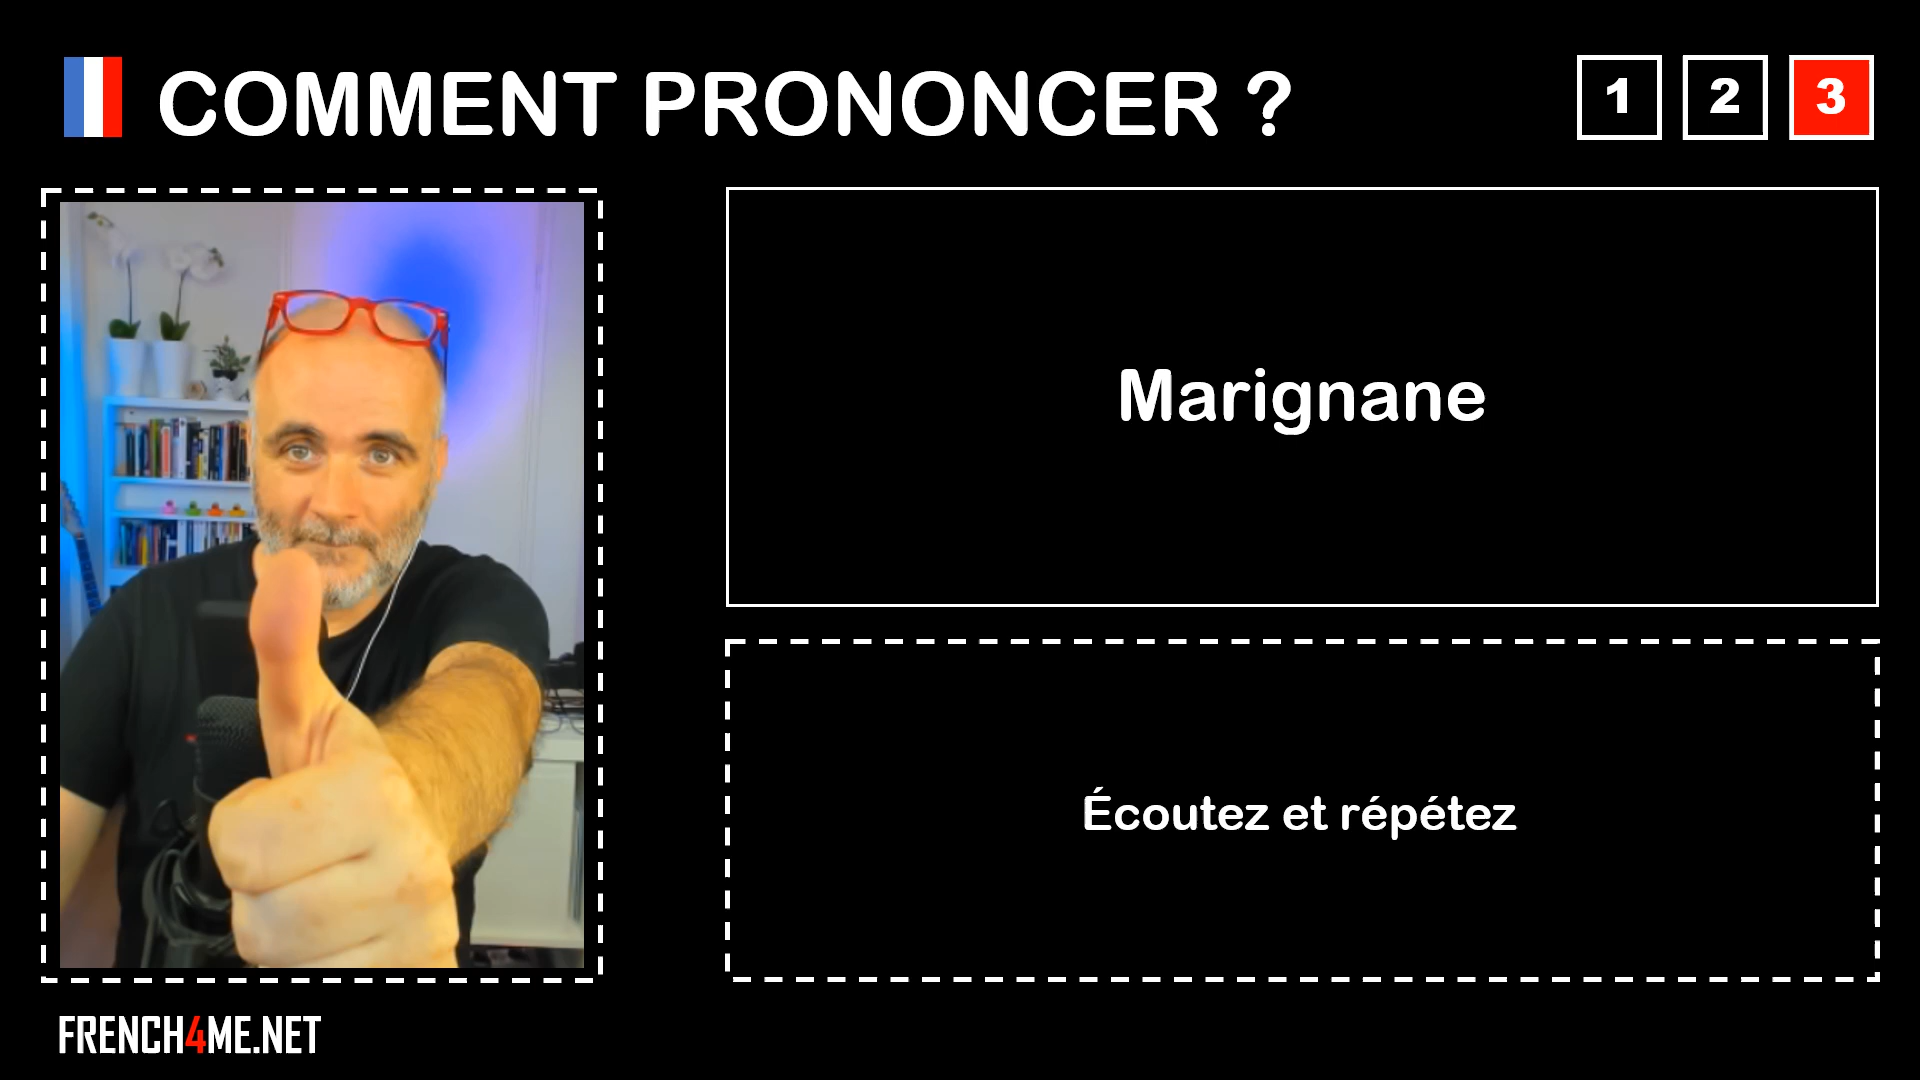 COMMENT PRONONCER ?
1 2 3
Marignane
Écoutez et répétez
FRENCH4ME.NET